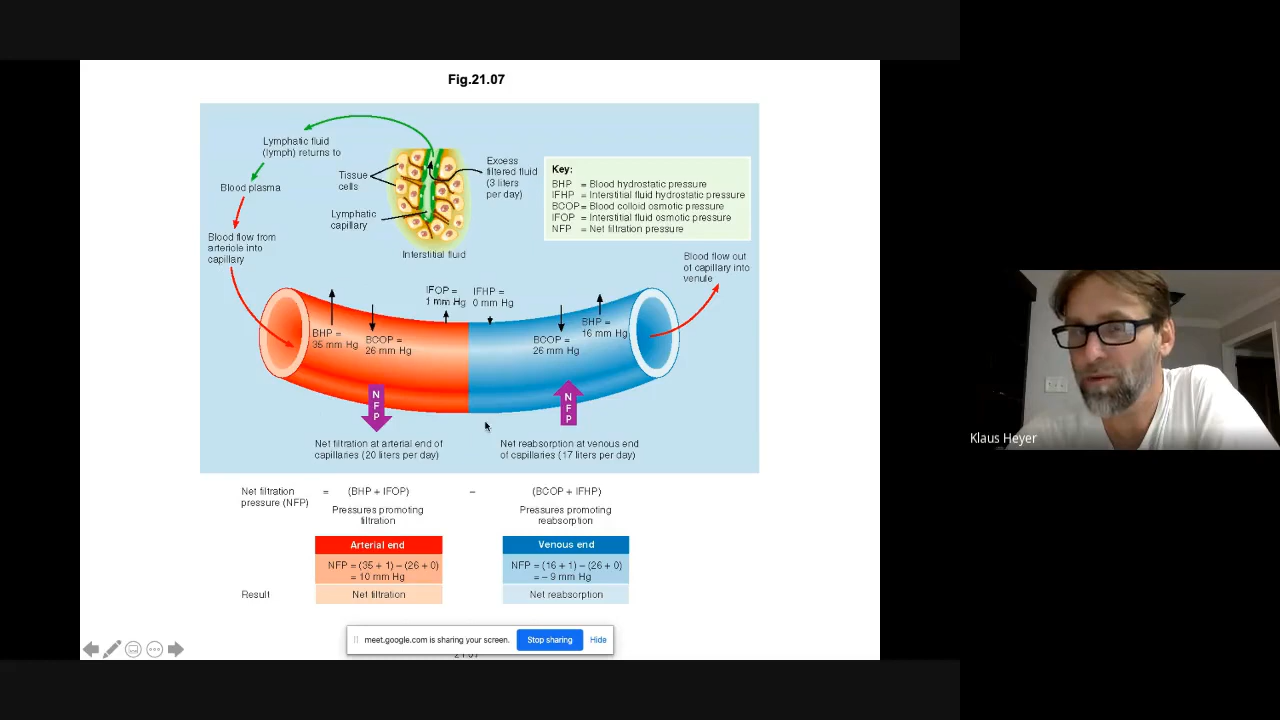 Fig.21.07
Lymphatic fluid
(lymph) returns to
Blood plasma
Blood flow from
arteriole into
capillary
Tissue
cells
Lymphatic
capillary
Excess
filtered fluid
(3 liters
per day)
Interstitial fluid
Key:
BHP = Blood hydrostatic pressure
IFHP = Interstitial fluid hydrostatic pressure
BCOP = Blood colloid osmotic pressure
IFOP = Interstitial fluid osmotic pressure
NFP = Net filtration pressure
Blood flow out
of capillary into
venule
IFOP =
1 mm Hg
IFHP =
0 mm Hg
BHP =
35 mm Hg
BCOP =
26 mm Hg
BCOP =
26 mm Hg
BHP =
16 mm Hg
N
F
P
N
F
P
Net filtration at arterial end of
capillaries (20 liters per day)
Net reabsorption at venous end
of capillaries (17 liters per day)
Net filtration
pressure (NFP)
= (BHP + IFOP) – (BCOP + IFHP)
Pressures promoting
filtration
Pressures promoting
reabsorption
Arterial end
NFP = (35 + 1) – (26 + 0)
= 10 mm Hg
Venous end
NFP = (16 + 1) – (26 + 0)
= – 9 mm Hg
Result
Net filtration
Net reabsorption
meet.google.com is sharing your screen.
Stop sharing
Hide
21.07
Klaus Heyer